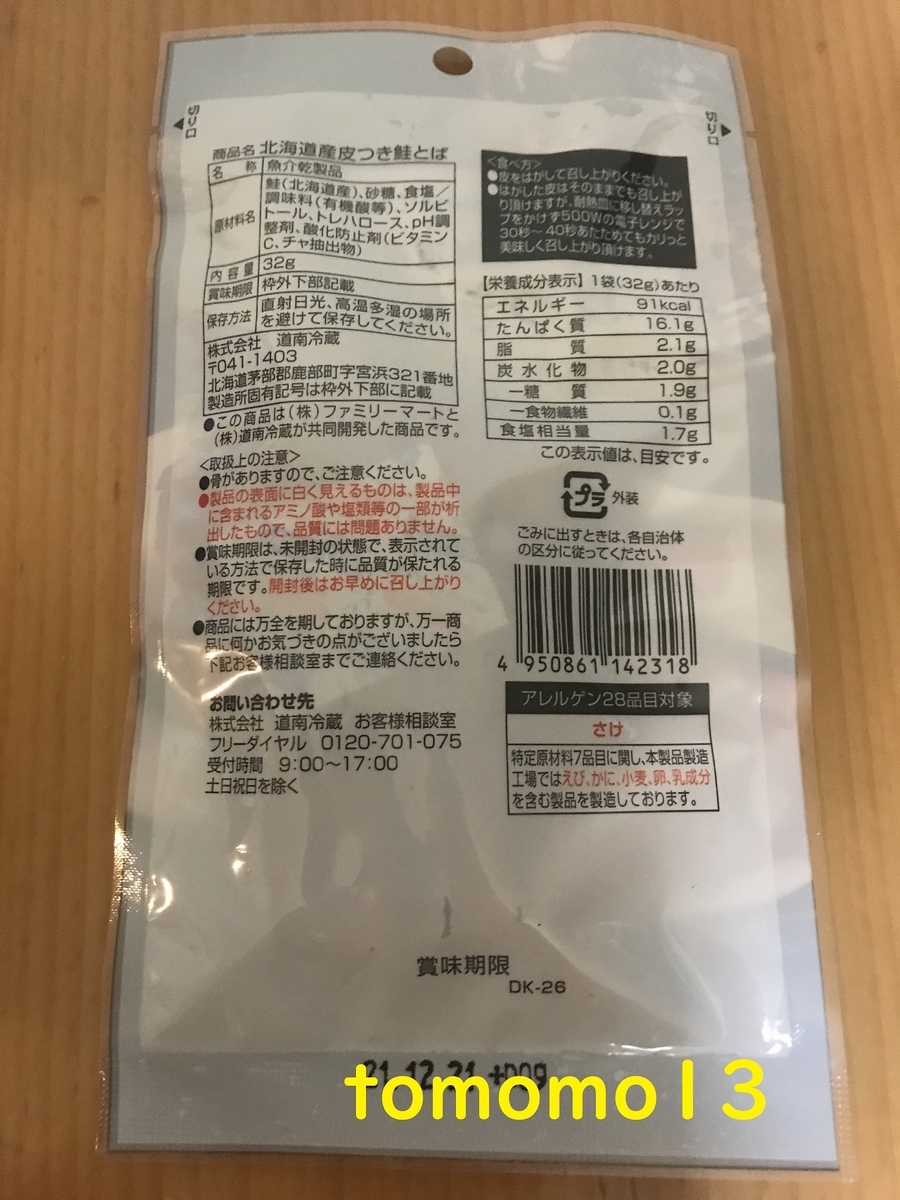 切り口
切り口
商品名 北海道産皮つき鮭とば
名称 魚介乾製品
原材料名 鮭(北海道産)、砂糖、食塩/
調味料(有機酸等)、ソルビ
トール、トレハロース、pH調
整剤、酸化防止剤(ビタミン
C、チャ抽出物)
内容量 32g
賞味期限 枠外下部記載
保存方法 直射日光、高温多湿の場所
を避けて保存してください。
株式会社 道南冷蔵
〒041-1403
北海道茅部郡鹿部町字宮浜321番地
製造所固有記号は枠外下部に記載
●この商品は(株)ファミリーマートと
(株)道南冷蔵が共同開発した商品です。
<取扱上の注意>
●骨がありますので、ご注意ください。
●製品の表面に白く見えるものは、製品中
に含まれるアミノ酸や塩類等の一部が析
出したもので、品質には問題ありません。
●賞味期限は、未開封の状態で、表示されて
いる方法で保存した時に品質が保たれる
期限です。開封後はお早めに召し上がり
ください。
●商品には万全を期しておりますが、万一商
品に何かお気づきの点がございましたら
下記お客様相談室までご連絡ください。
お問い合わせ先
株式会社 道南冷蔵 お客様相談室
フリーダイヤル 0120-701-075
受付時間 9:00〜17:00
土日祝日を除く
<食べ方>
●皮をはがして召し上がりください。
●はがした皮はそのままでも召し上が
り頂けますが、耐熱皿に移し替えラッ
プをかけず500Wの電子レンジで
30秒〜40秒あたためてもカリっと
美味しく召し上がり頂けます。
【栄養成分表示】1袋(32g)あたり
エネルギー 91kcal
たんぱく質 16.1g
脂質 2.1g
炭水化物 2.0g
―糖質 1.9g
―食物繊維 0.1g
食塩相当量 1.7g
この表示値は、目安です。
プラ 外装
ごみに出すときは、各自治体
の区分に従ってください。
4 950861 142318
アレルゲン28品目対象
さけ
特定原材料7品目に関し、本製品製造
工場ではえび、かに、小麦、卵、乳成分
を含む製品を製造しております。
賞味期限
DK-26
21.12.21
tomomo13